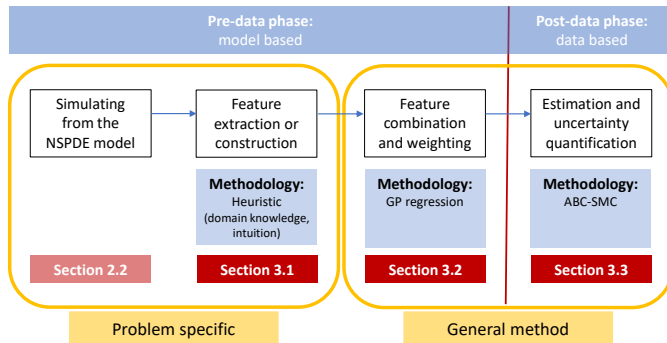 Pre-data phase:
model based
Post-data phase:
data based
Simulating
from the
NSPDE model
Feature
extraction or
construction
Feature
combination
and weighting
Estimation and
uncertainty
quantification
Methodology:
Heuristic
(domain knowledge,
intuition)
Methodology:
GP regression
Methodology:
ABC-SMC
Section 2.2
Section 3.1
Section 3.2
Section 3.3
Problem specific
General method